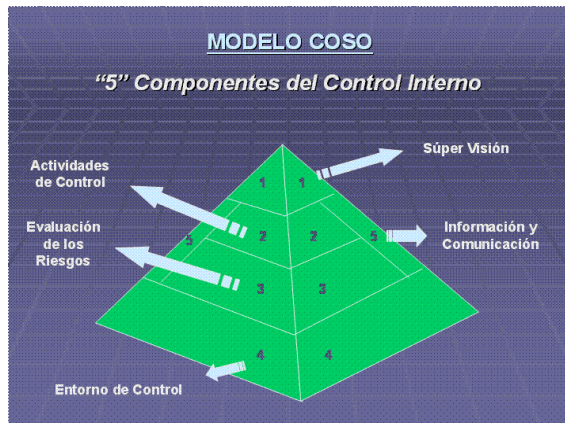 MODELO COSO
“5” Componentes del Control Interno
Súper Visión
Actividades
de Control
1 1
Información y
Comunicación
Evaluación
de los
Riesgos
5 2 2 5
3 3
4 4
Entorno de Control